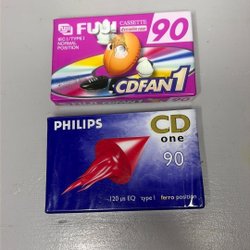 FUJI CASSETTE 90
IEC I/TYPE I
NORMAL
POSITION
CDFAN1
PHILIPS CD
one
90
120 µs EQ type I ferro position